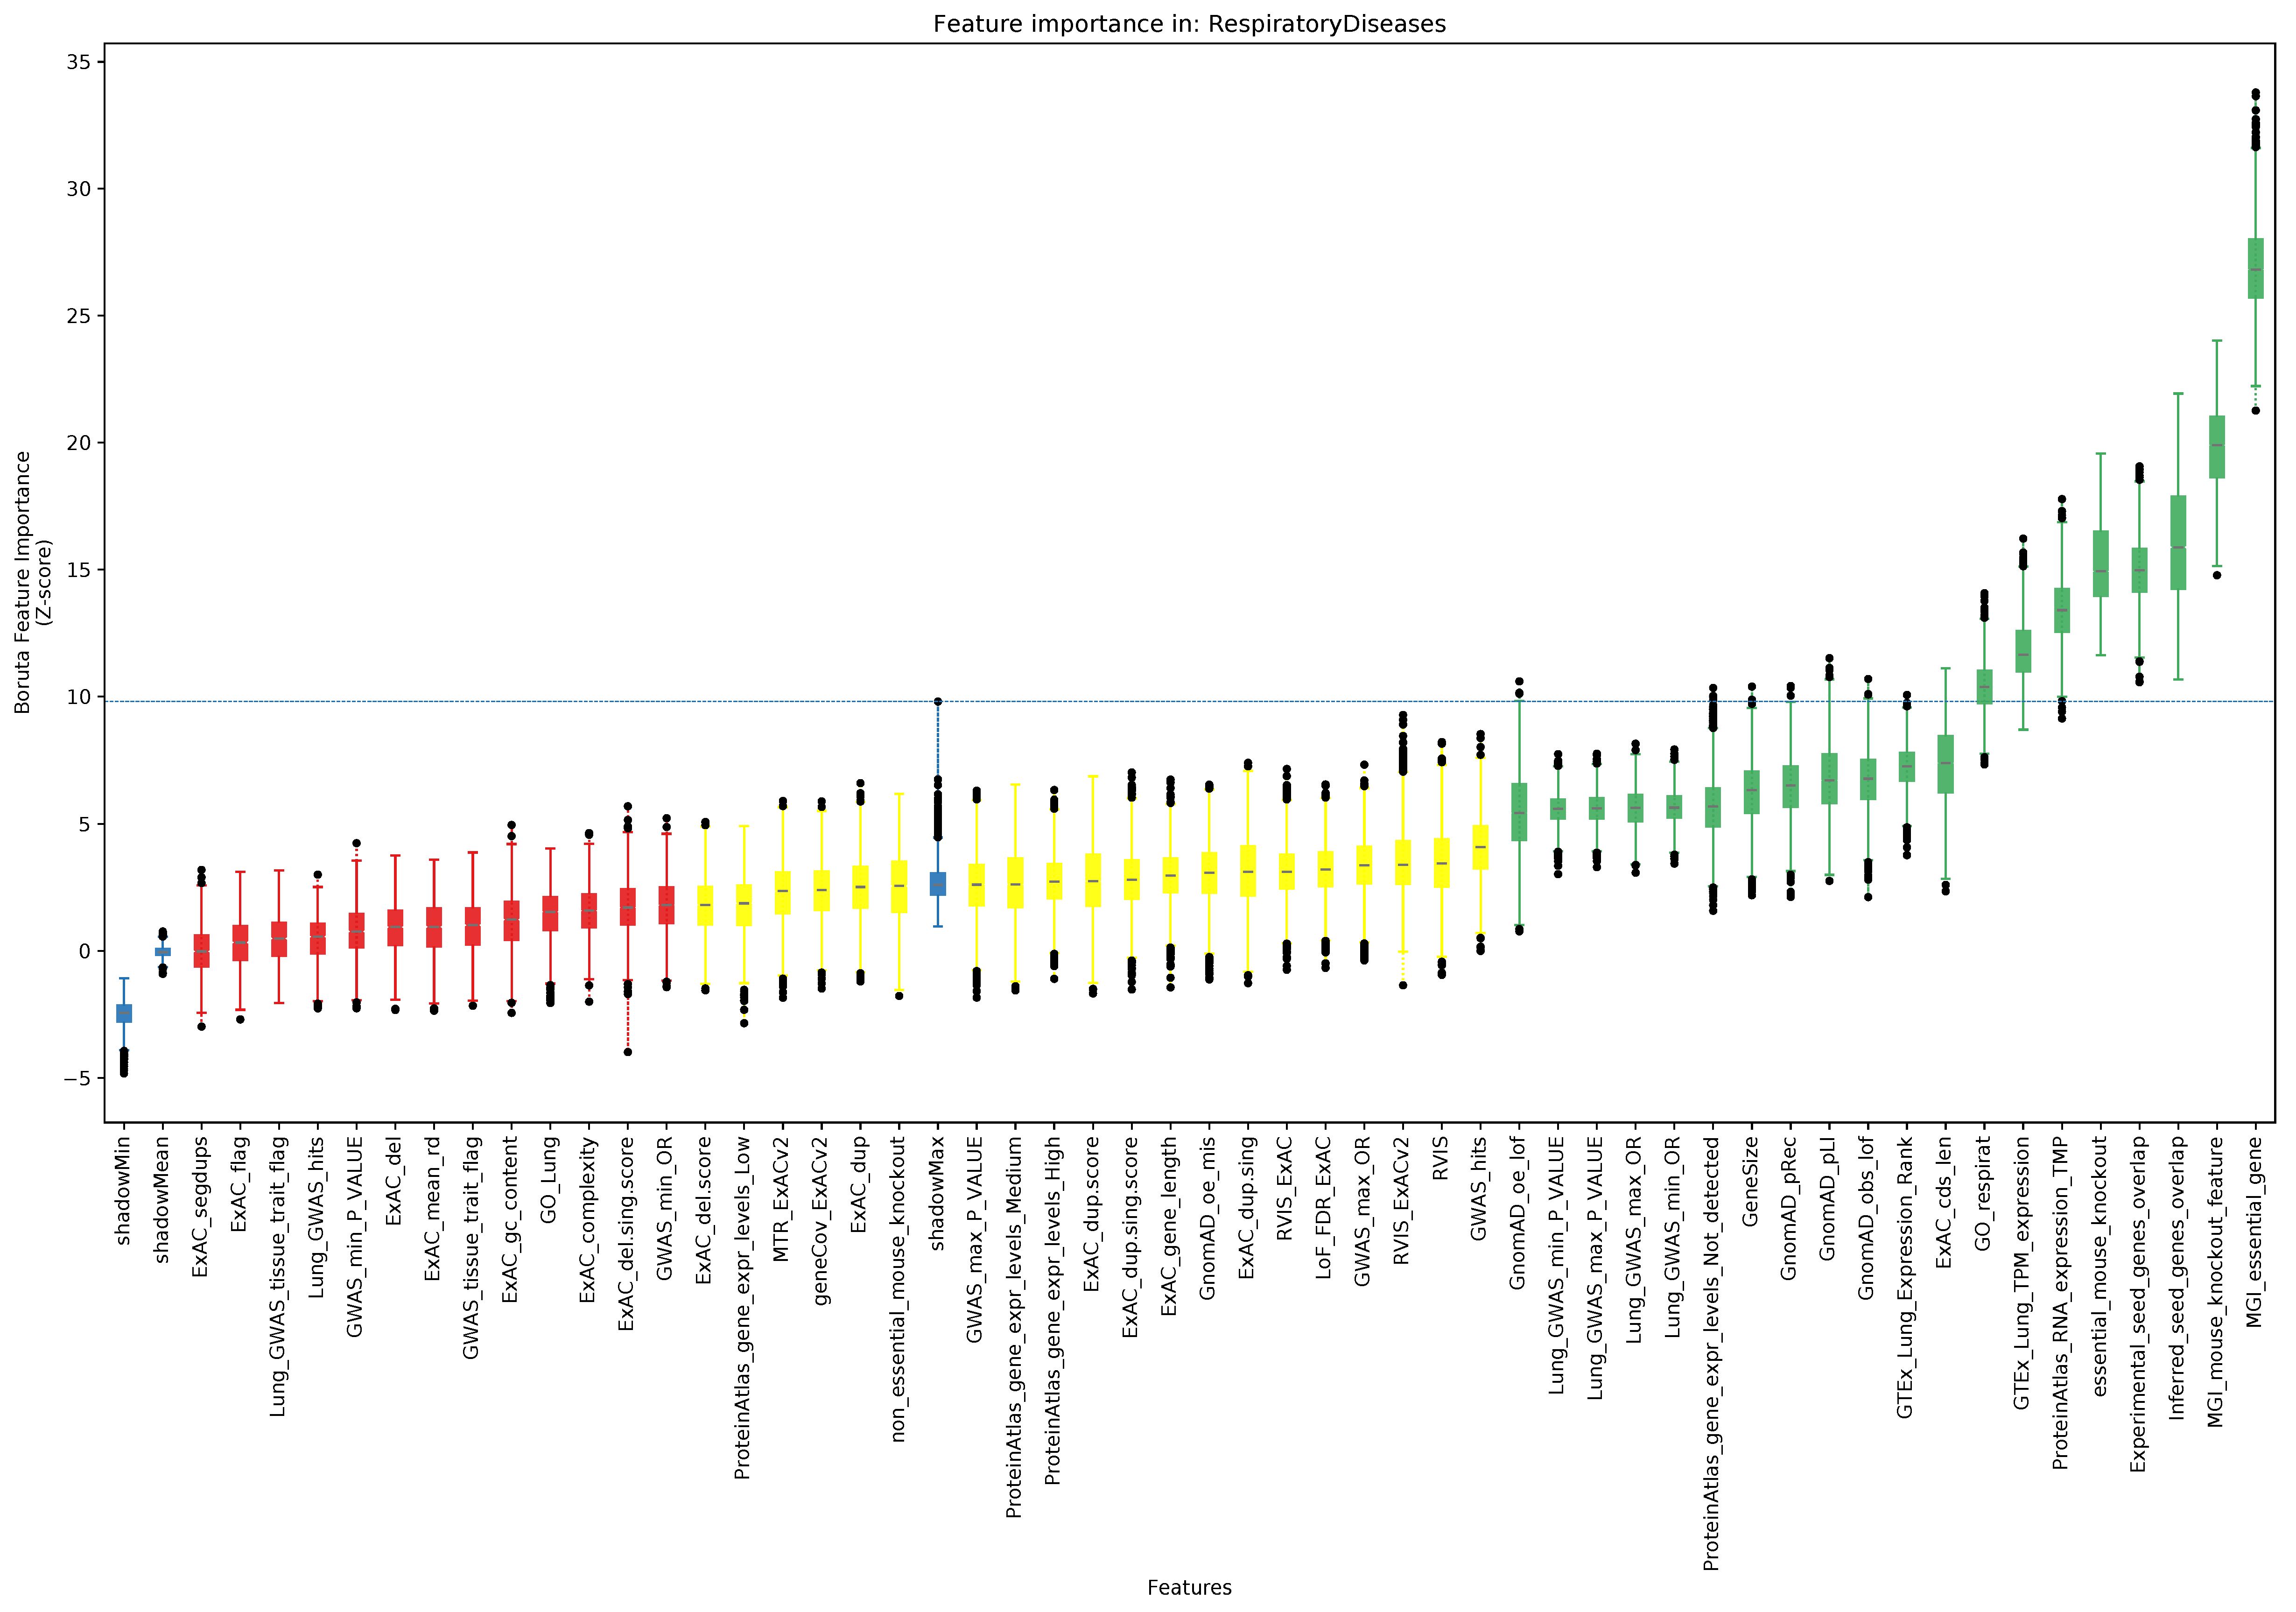 Feature importance in: RespiratoryDiseases
35
30
25
20
15
10
5
0
−5
Boruta Feature Importance
(Z-score)
shadowMin
shadowMean
ExAC_segdups
ExAC_flag
Lung_GWAS_tissue_trait_flag
Lung_GWAS_hits
GWAS_min_P_VALUE
ExAC_del
ExAC_mean_rd
GWAS_tissue_trait_flag
ExAC_gc_content
GO_Lung
ExAC_complexity
ExAC_del.sing.score
GWAS_min_OR
ExAC_del.score
ProteinAtlas_gene_expr_levels_Low
MTR_ExACv2
geneCov_ExACv2
ExAC_dup
non_essential_mouse_knockout
shadowMax
GWAS_max_P_VALUE
ProteinAtlas_gene_expr_levels_Medium
ProteinAtlas_gene_expr_levels_High
ExAC_dup.score
ExAC_dup.sing.score
ExAC_gene_length
GnomAD_oe_mis
ExAC_dup.sing
RVIS_ExAC
LoF_FDR_ExAC
GWAS_max_OR
RVIS_ExACv2
RVIS
GWAS_hits
GnomAD_oe_lof
Lung_GWAS_min_P_VALUE
Lung_GWAS_max_P_VALUE
Lung_GWAS_max_OR
Lung_GWAS_min_OR
ProteinAtlas_gene_expr_levels_Not_detected
GeneSize
GnomAD_pRec
GnomAD_pLI
GnomAD_obs_lof
GTEx_Lung_Expression_Rank
ExAC_cds_len
GO_respirat
GTEx_Lung_TPM_expression
ProteinAtlas_RNA_expression_TMP
essential_mouse_knockout
Experimental_seed_genes_overlap
Inferred_seed_genes_overlap
MGI_mouse_knockout_feature
MGI_essential_gene
Features